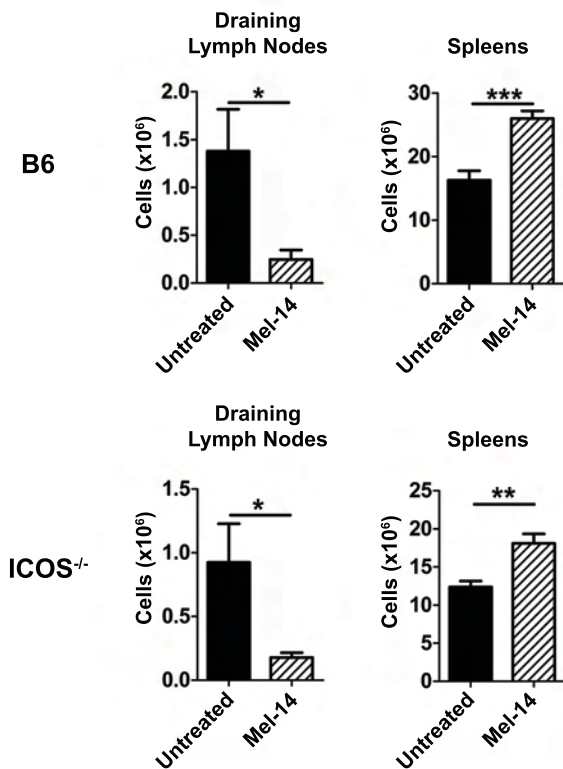 Draining
Lymph Nodes
Spleens
B6
Cells (x10⁶)
2.0
1.5
1.0
0.5
0.0
*
Untreated
Mel-14
Cells (x10⁶)
30
20
10
0
***
Untreated
Mel-14
Draining
Lymph Nodes
Spleens
ICOS⁻/⁻
Cells (x10⁶)
1.5
1.0
0.5
0.0
*
Untreated
Mel-14
Cells (x10⁶)
25
20
15
10
5
0
**
Untreated
Mel-14